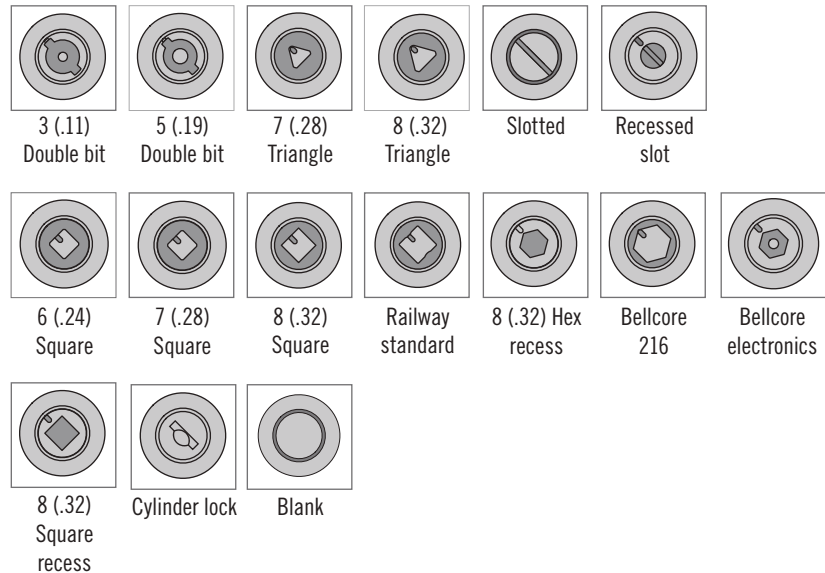 3 (.11)
Double bit
5 (.19)
Double bit
7 (.28)
Triangle
8 (.32)
Triangle
Slotted
Recessed
slot
6 (.24)
Square
7 (.28)
Square
8 (.32)
Square
Railway
standard
8 (.32) Hex
recess
Bellcore
216
Bellcore
electronics
8 (.32)
Square
recess
Cylinder lock
Blank